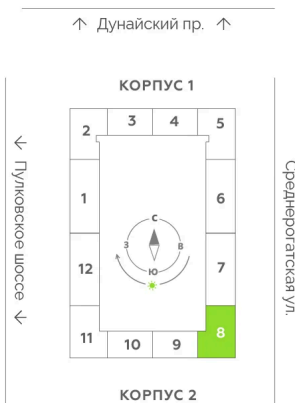 ↑ Дунайский пр. ↑
КОРПУС 1
2 3 4 5
1 6
12 7
11 10 9 8
С
З В
Ю
← Пулковское шоссе ←
Среднерогатская ул.
КОРПУС 2